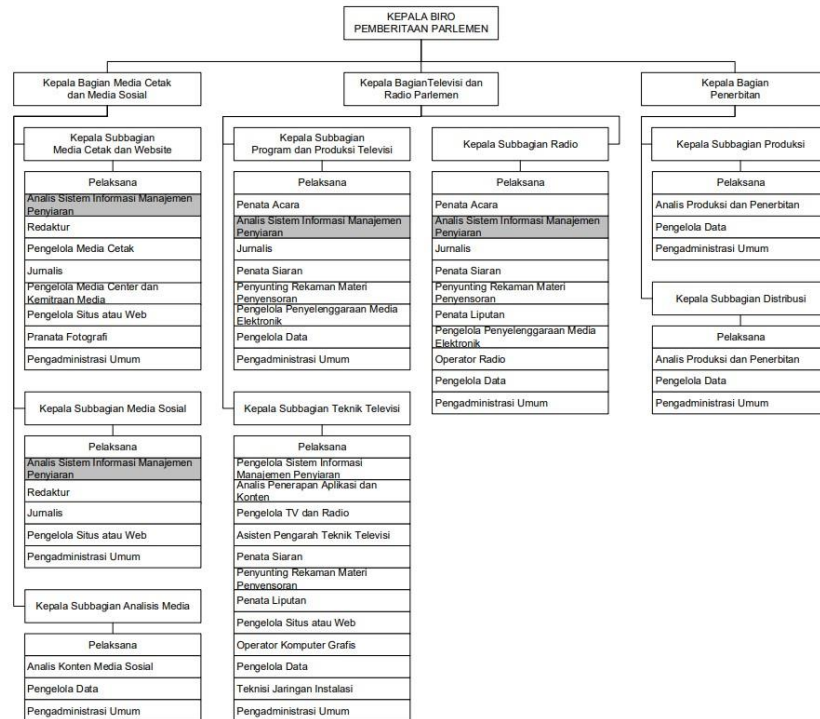 KEPALA BIRO
PEMBERITAAN PARLEMEN
Kepala Bagian Media Cetak
dan Media Sosial
Kepala Subbagian
Media Cetak dan Website
Pelaksana
Analis Sistem Informasi Manajemen
Penyiaran
Redaktur
Pengelola Media Cetak
Jurnalis
Pengelola Media Center dan
Kemitraan Media
Pengelola Situs atau Web
Pranata Fotografi
Pengadministrasi Umum
Kepala Subbagian Media Sosial
Pelaksana
Analis Sistem Informasi Manajemen
Penyiaran
Redaktur
Jurnalis
Pengelola Situs atau Web
Pengadministrasi Umum
Kepala Subbagian Analisis Media
Pelaksana
Analis Konten Media Sosial
Pengelola Data
Pengadministrasi Umum
Kepala BagianTelevisi dan
Radio Parlemen
Kepala Subbagian
Program dan Produksi Televisi
Pelaksana
Penata Acara
Analis Sistem Informasi Manajemen
Penyiaran
Jurnalis
Penata Siaran
Penyunting Rekaman Materi
Penyensoran
Pengelola Penyelenggaraan Media
Elektronik
Pengelola Data
Pengadministrasi Umum
Kepala Subbagian Teknik Televisi
Pelaksana
Pengelola Sistem Informasi
Manajemen Penyiaran
Analis Penerapan Aplikasi dan
Konten
Pengelola TV dan Radio
Asisten Pengarah Teknik Televisi
Penata Siaran
Penyunting Rekaman Materi
Penyensoran
Penata Liputan
Pengelola Situs atau Web
Operator Komputer Grafis
Pengelola Data
Teknisi Jaringan Instalasi
Pengadministrasi Umum
Kepala Subbagian Radio
Pelaksana
Penata Acara
Analis Sistem Informasi Manajemen
Penyiaran
Jurnalis
Penata Siaran
Penyunting Rekaman Materi
Penyensoran
Penata Liputan
Pengelola Penyelenggaraan Media
Elektronik
Operator Radio
Pengelola Data
Pengadministrasi Umum
Kepala Bagian
Penerbitan
Kepala Subbagian Produksi
Pelaksana
Analis Produksi dan Penerbitan
Pengelola Data
Pengadministrasi Umum
Kepala Subbagian Distribusi
Pelaksana
Analis Produksi dan Penerbitan
Pengelola Data
Pengadministrasi Umum